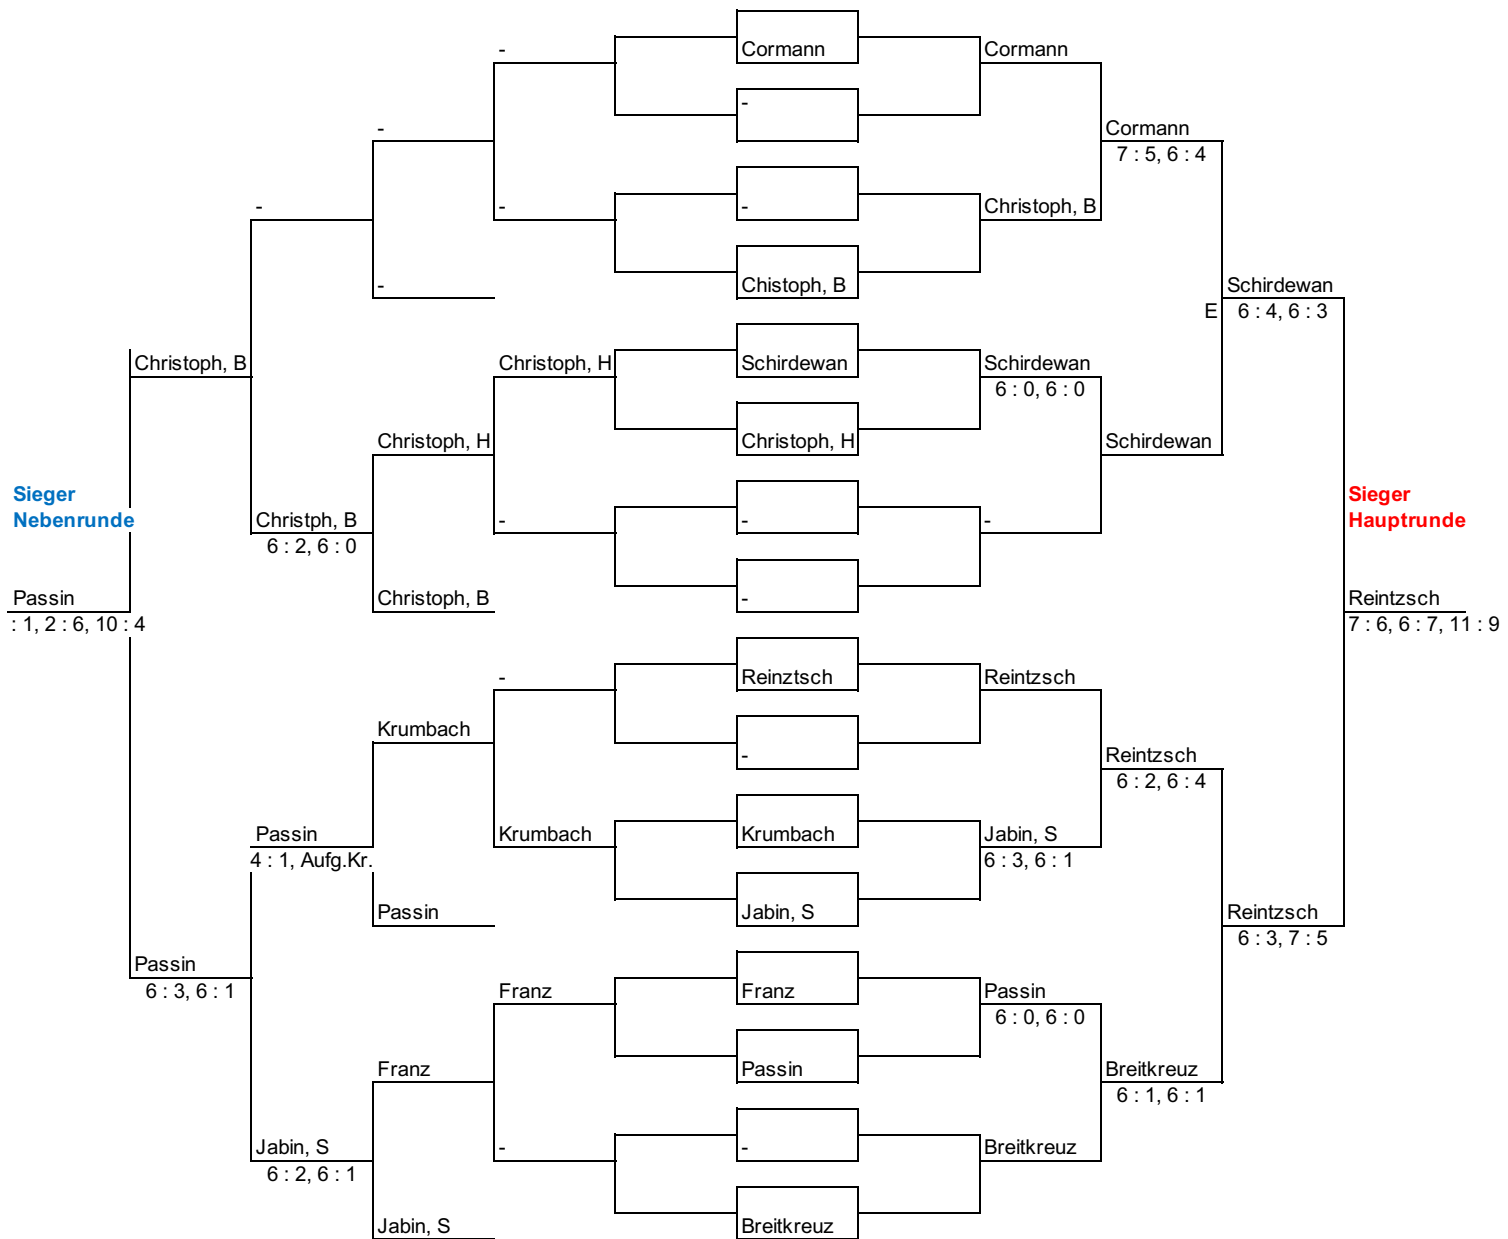 -
Cormann
Cormann
-
-
Cormann
7 : 5, 6 : 4
-
-
-
Christoph, B
-
Chistoph, B
Schirdewan
E
6 : 4, 6 : 3
Christoph, B
Christoph, H
Schirdewan
Schirdewan
6 : 0, 6 : 0
Christoph, H
Christoph, H
Schirdewan
Sieger
Nebenrunde
Sieger
Hauptrunde
Christph, B
6 : 2, 6 : 0
-
-
-
-
Passin
: 1, 2 : 6, 10 : 4
Christoph, B
Reintzsch
7 : 6, 6 : 7, 11 : 9
-
Reinztsch
Reintzsch
Krumbach
-
Reintzsch
6 : 2, 6 : 4
Passin
4 : 1, Aufg.Kr.
Krumbach
Krumbach
Jabin, S
6 : 3, 6 : 1
Passin
Jabin, S
Reintzsch
6 : 3, 7 : 5
Passin
6 : 3, 6 : 1
Franz
Franz
Passin
6 : 0, 6 : 0
Franz
Passin
Breitkreuz
6 : 1, 6 : 1
Jabin, S
6 : 2, 6 : 1
-
-
Breitkreuz
Jabin, S
Breitkreuz